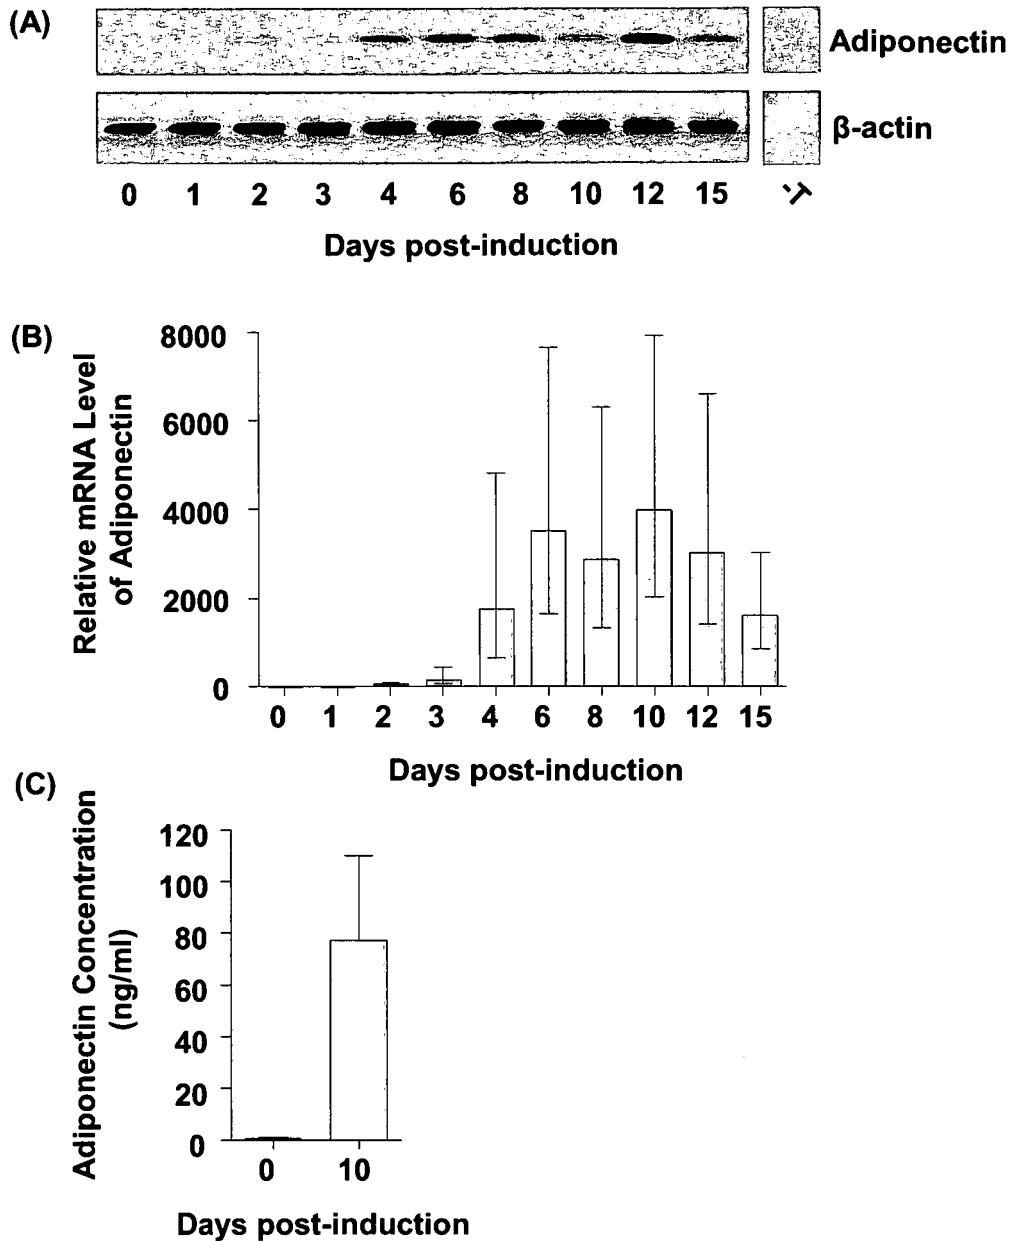 (A)
Adiponectin
β-actin
0 1 2 3 4 6 8 10 12 15 -T
Days post-induction
(B)
Relative mRNA Level
of Adiponectin
8000
6000
4000
2000
0
0 1 2 3 4 6 8 10 12 15
Days post-induction
(C)
Adiponectin Concentration
(ng/ml)
120
100
80
60
40
20
0
0 10
Days post-induction